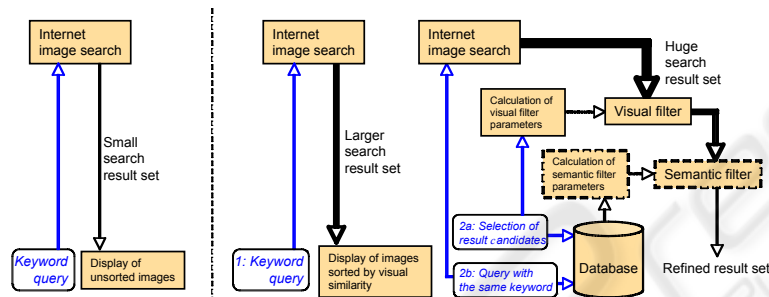 Internet
image search
Small
search
result set
Keyword
query
Display of
unsorted images
Internet
image search
Larger
search
result set
1: Keyword
query
Display of images
sorted by visual
similarity
Internet
image search
Huge
search
result set
Calculation of
visual filter
parameters
Visual filter
Calculation of
semantic filter
parameters
Semantic filter
2a: Selection of
result candidates
2b: Query with
the same keyword
Database
Refined result set